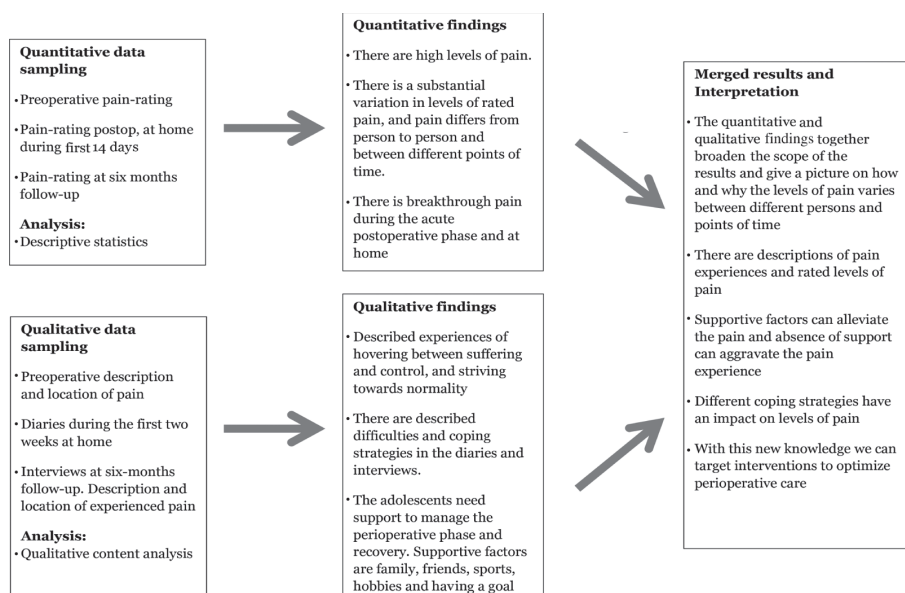 Quantitative data
sampling
• Preoperative pain-rating
• Pain-rating postop, at home
during first 14 days
• Pain-rating at six months
follow-up
Analysis:
• Descriptive statistics
Quantitative findings
• There are high levels of pain.
• There is a substantial
variation in levels of rated
pain, and pain differs from
person to person and
between different points of
time.
• There is breakthrough pain
during the acute
postoperative phase and at
home
Qualitative data
sampling
• Preoperative description
and location of pain
• Diaries during the first two
weeks at home
• Interviews at six-months
follow-up. Description and
location of experienced pain
Analysis:
• Qualitative content analysis
Qualitative findings
• Described experiences of
hovering between suffering
and control, and striving
towards normality
• There are described
difficulties and coping
strategies in the diaries and
interviews.
• The adolescents need
support to manage the
perioperative phase and
recovery. Supportive factors
are family, friends, sports,
hobbies and having a goal
Merged results and
Interpretation
• The quantitative and
qualitative findings together
broaden the scope of the
results and give a picture on how
and why the levels of pain varies
between different persons and
points of time
• There are descriptions of pain
experiences and rated levels of
pain
• Supportive factors can alleviate
the pain and absence of support
can aggravate the pain
experience
• Different coping strategies have
an impact on levels of pain
• With this new knowledge we can
target interventions to optimize
perioperative care